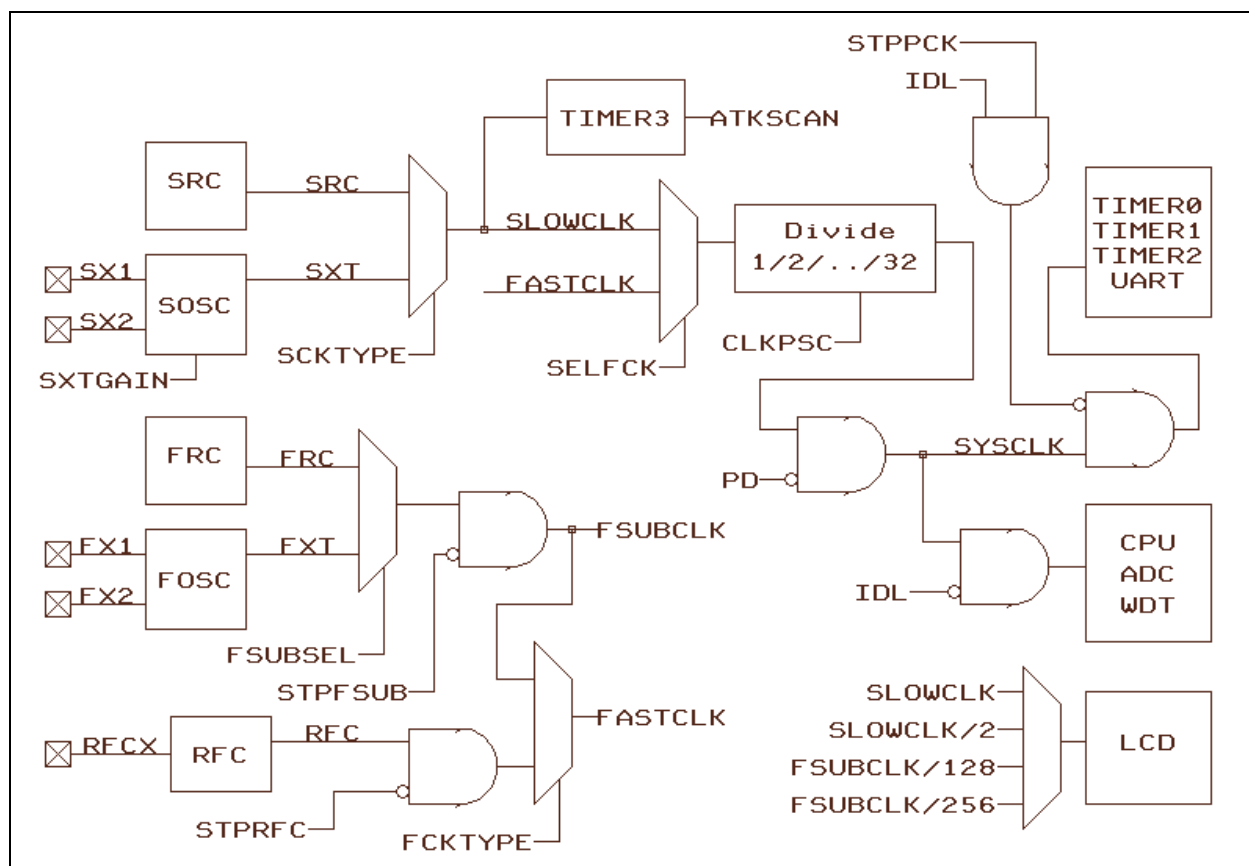 STPPCK
IDL
TIMER3
ATKSCAN
SRC
SRC
TIMER0
TIMER1
TIMER2
UART
SLOWCLK
Divide
1/2/../32
SX1
SXT
FASTCLK
SOSC
SX2
SCKTYPE
CLKPSC
SELFCK
SXTGAIN
FRC
FRC
SYSCLK
PD
FSUBCLK
FX1
FXT
CPU
ADC
WDT
FOSC
FX2
IDL
FSUBSEL
STPFSUB
SLOWCLK
FASTCLK
SLOWCLK/2
RFCX
RFC
RFC
LCD
FSUBCLK/128
FSUBCLK/256
STPRFC
FCKTYPE